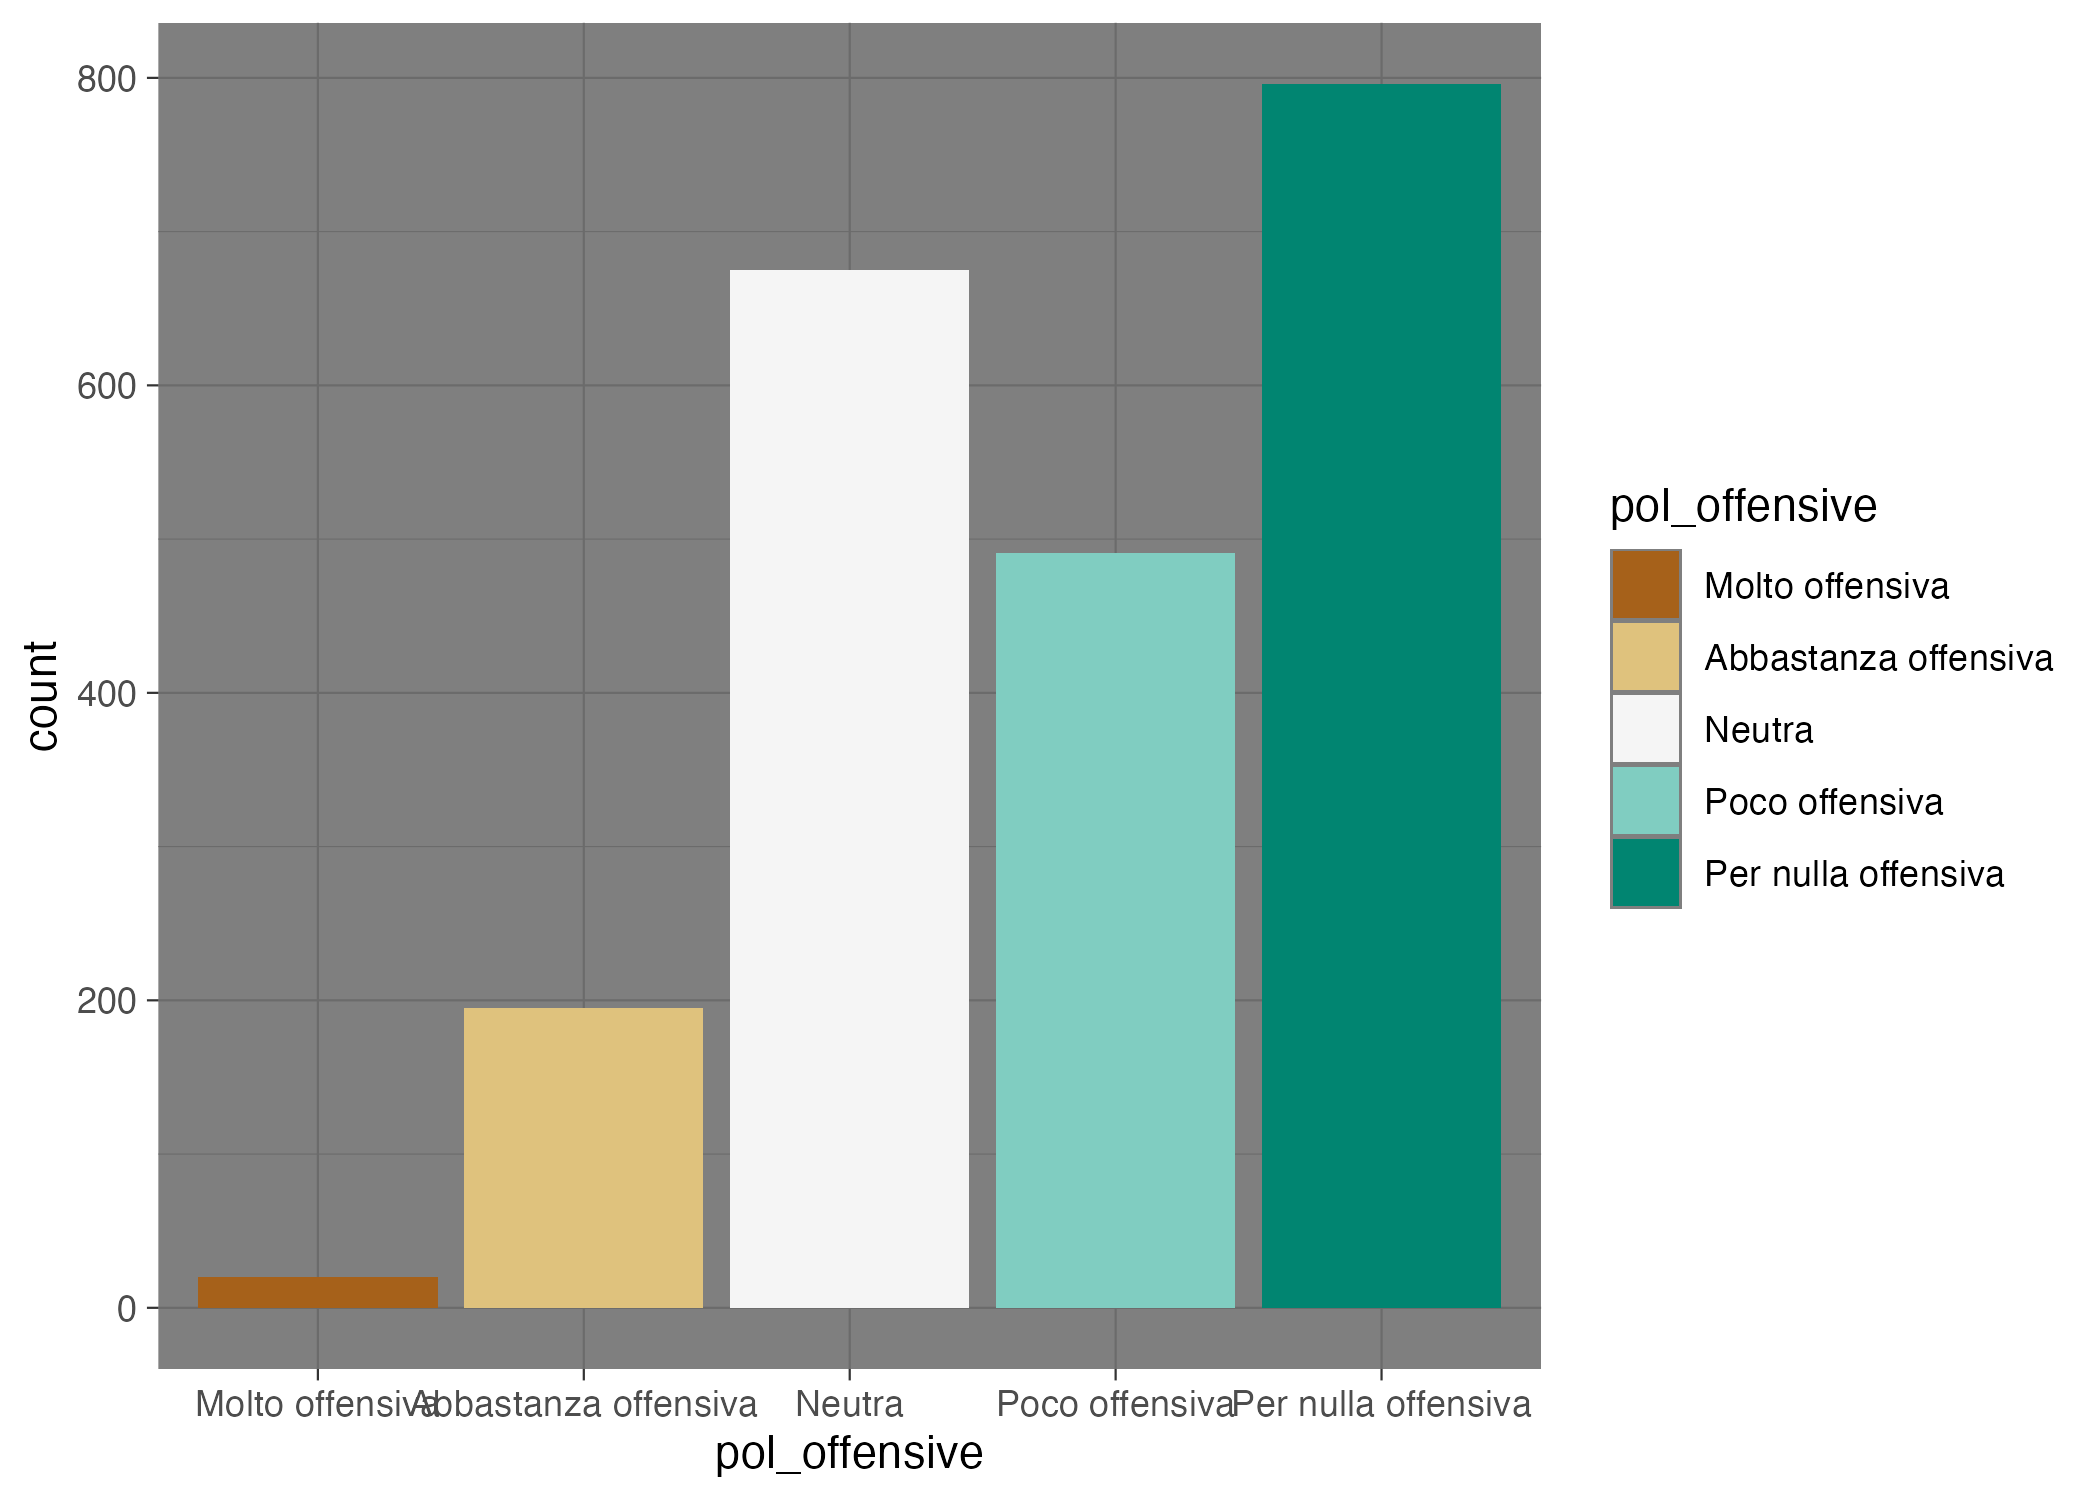 800
600
400
200
0
count
Molto offensiva Abbastanza offensiva Neutra Poco offensiva Per nulla offensiva
pol_offensive
pol_offensive
Molto offensiva
Abbastanza offensiva
Neutra
Poco offensiva
Per nulla offensiva